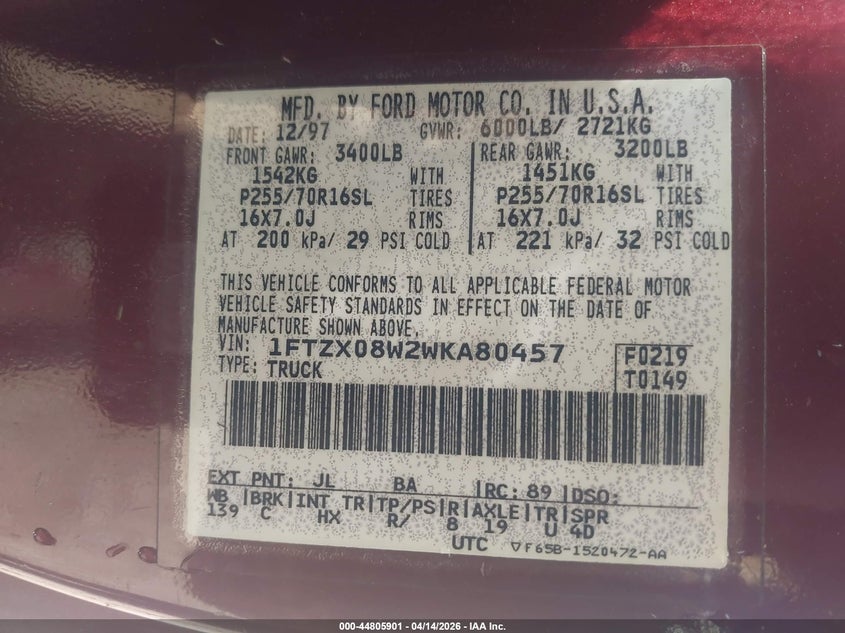 MFD. BY FORD MOTOR CO. IN U.S.A.
DATE: 12/97 GVWR: 6000LB/ 2721KG
FRONT GAWR: 3400LB REAR GAWR: 3200LB
1542KG WITH 1451KG WITH
P255/70R16SL TIRES P255/70R16SL TIRES
16X7.0J RIMS 16X7.0J RIMS
AT 200 kPa/ 29 PSI COLD AT 221 kPa/ 32 PSI COLD
THIS VEHICLE CONFORMS TO ALL APPLICABLE FEDERAL MOTOR
VEHICLE SAFETY STANDARDS IN EFFECT ON THE DATE OF
MANUFACTURE SHOWN ABOVE.
VIN: 1FTZX08W2WKA80457 F0219
TYPE: TRUCK T0149
EXT PNT: JL BA RC: 89 DSO:
WB BRK INT TR TP/PS R AXLE TR SPR
139 C HX R/ 8 19 U 4D
UTC ▽F65B-1520472-AA
000-44805901 - 04/14/2026 - IAA Inc.